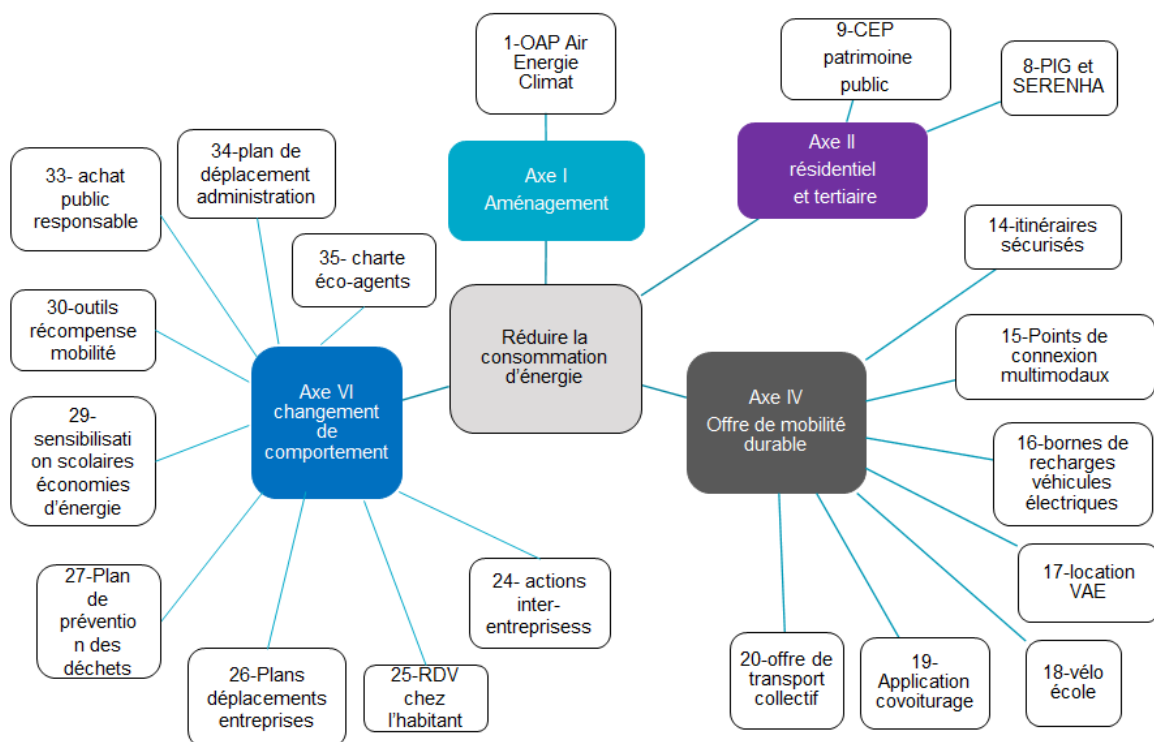 1-OAP Air
Energie
Climat
9-CEP
patrimoine
public
8-PIG et
SERENHA
Axe I
Aménagement
Axe II
résidentiel
et tertiaire
33- achat
public
responsable
34-plan de
déplacement
administration
35- charte
éco-agents
14-itinéraires
sécurisés
30-outils
récompense
mobilité
Réduire la
consommation
d'énergie
15-Points de
connexion
multimodaux
Axe VI
changement
de
comportement
Axe IV
Offre de mobilité
durable
29-
sensibilisati
on scolaires
économies
d'énergie
16-bornes de
recharges
véhicules
électriques
27-Plan
de
préventio
n des
déchets
24- actions
inter-
entreprisess
17-location
VAE
26-Plans
déplacements
entreprises
25-RDV
chez
l'habitant
20-offre de
transport
collectif
19-
Application
covoiturage
18-vélo
école